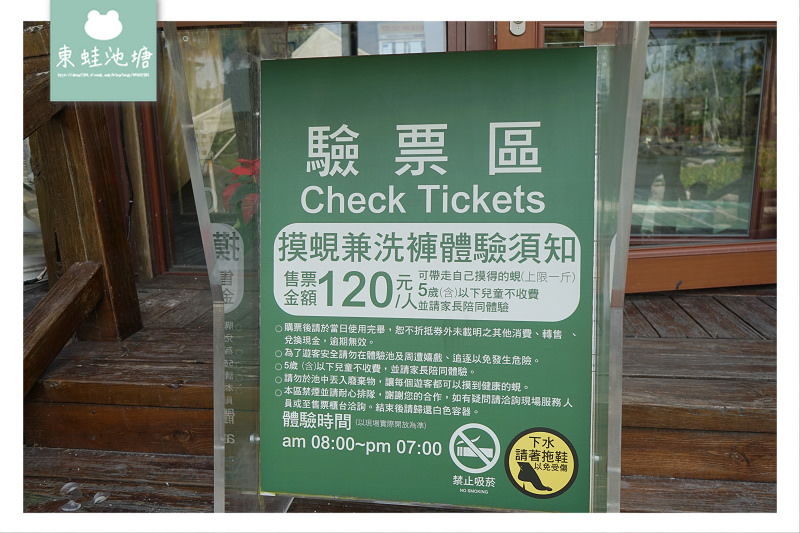 東蛙池塘
驗票區
Check Tickets
摸蜆兼洗褲體驗須知
售票金額120元/人
可帶走自己摸得的蜆(上限一斤)
5歲(含)以下兒童不收費
並請家長陪同體驗
○購票後請於當日使用完畢，恕不折抵券外未載明之其他消費、轉售、
兌換現金，逾期無效。
○為了遊客安全請勿在體驗池及周遭嬉戲、追逐以免發生危險。
○5歲(含)以下兒童不收費，並請家長陪同體驗。
○請勿於池中丟入廢棄物，讓每個遊客都可以摸到健康的蜆。
○本區禁煙並請耐心排隊，謝謝您的合作，如有疑問請洽詢現場服務人
員或至售票櫃台洽詢。結束後請歸還白色容器。
體驗時間(以現場實際開放為準)
am 08:00~pm 07:00
禁止吸菸
NO SMOKING
下水
請著拖鞋
以免受傷